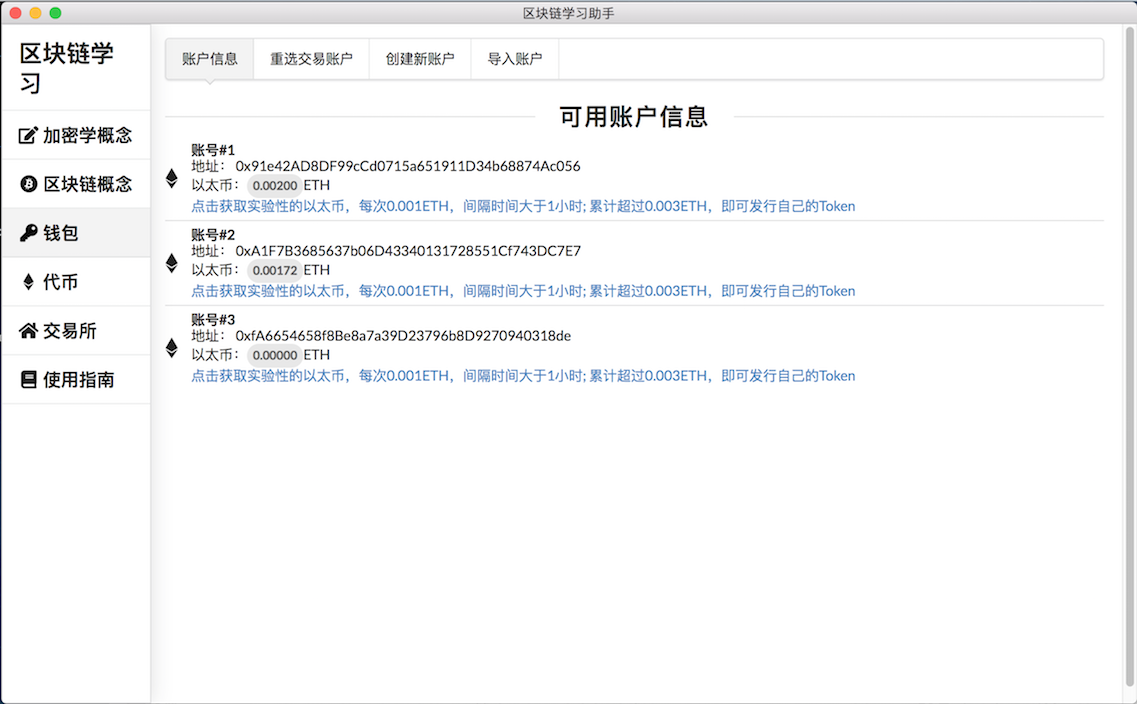 区块链学习助手
区块链学
习
加密学概念
区块链概念
钱包
代币
交易所
使用指南
账户信息 重选交易账户 创建新账户 导入账户
可用账户信息
账号#1
地址： 0x91e42AD8DF99cCd0715a651911D34b68874Ac056
以太币： 0.00200 ETH
点击获取实验性的以太币，每次0.001ETH，间隔时间大于1小时; 累计超过0.003ETH，即可发行自己的Token
账号#2
地址： 0xA1F7B3685637b06D43340131728551Cf743DC7E7
以太币： 0.00172 ETH
点击获取实验性的以太币，每次0.001ETH，间隔时间大于1小时; 累计超过0.003ETH，即可发行自己的Token
账号#3
地址： 0xfA6654658f8Be8a7a39D23796b8D9270940318de
以太币： 0.00000 ETH
点击获取实验性的以太币，每次0.001ETH，间隔时间大于1小时; 累计超过0.003ETH，即可发行自己的Token